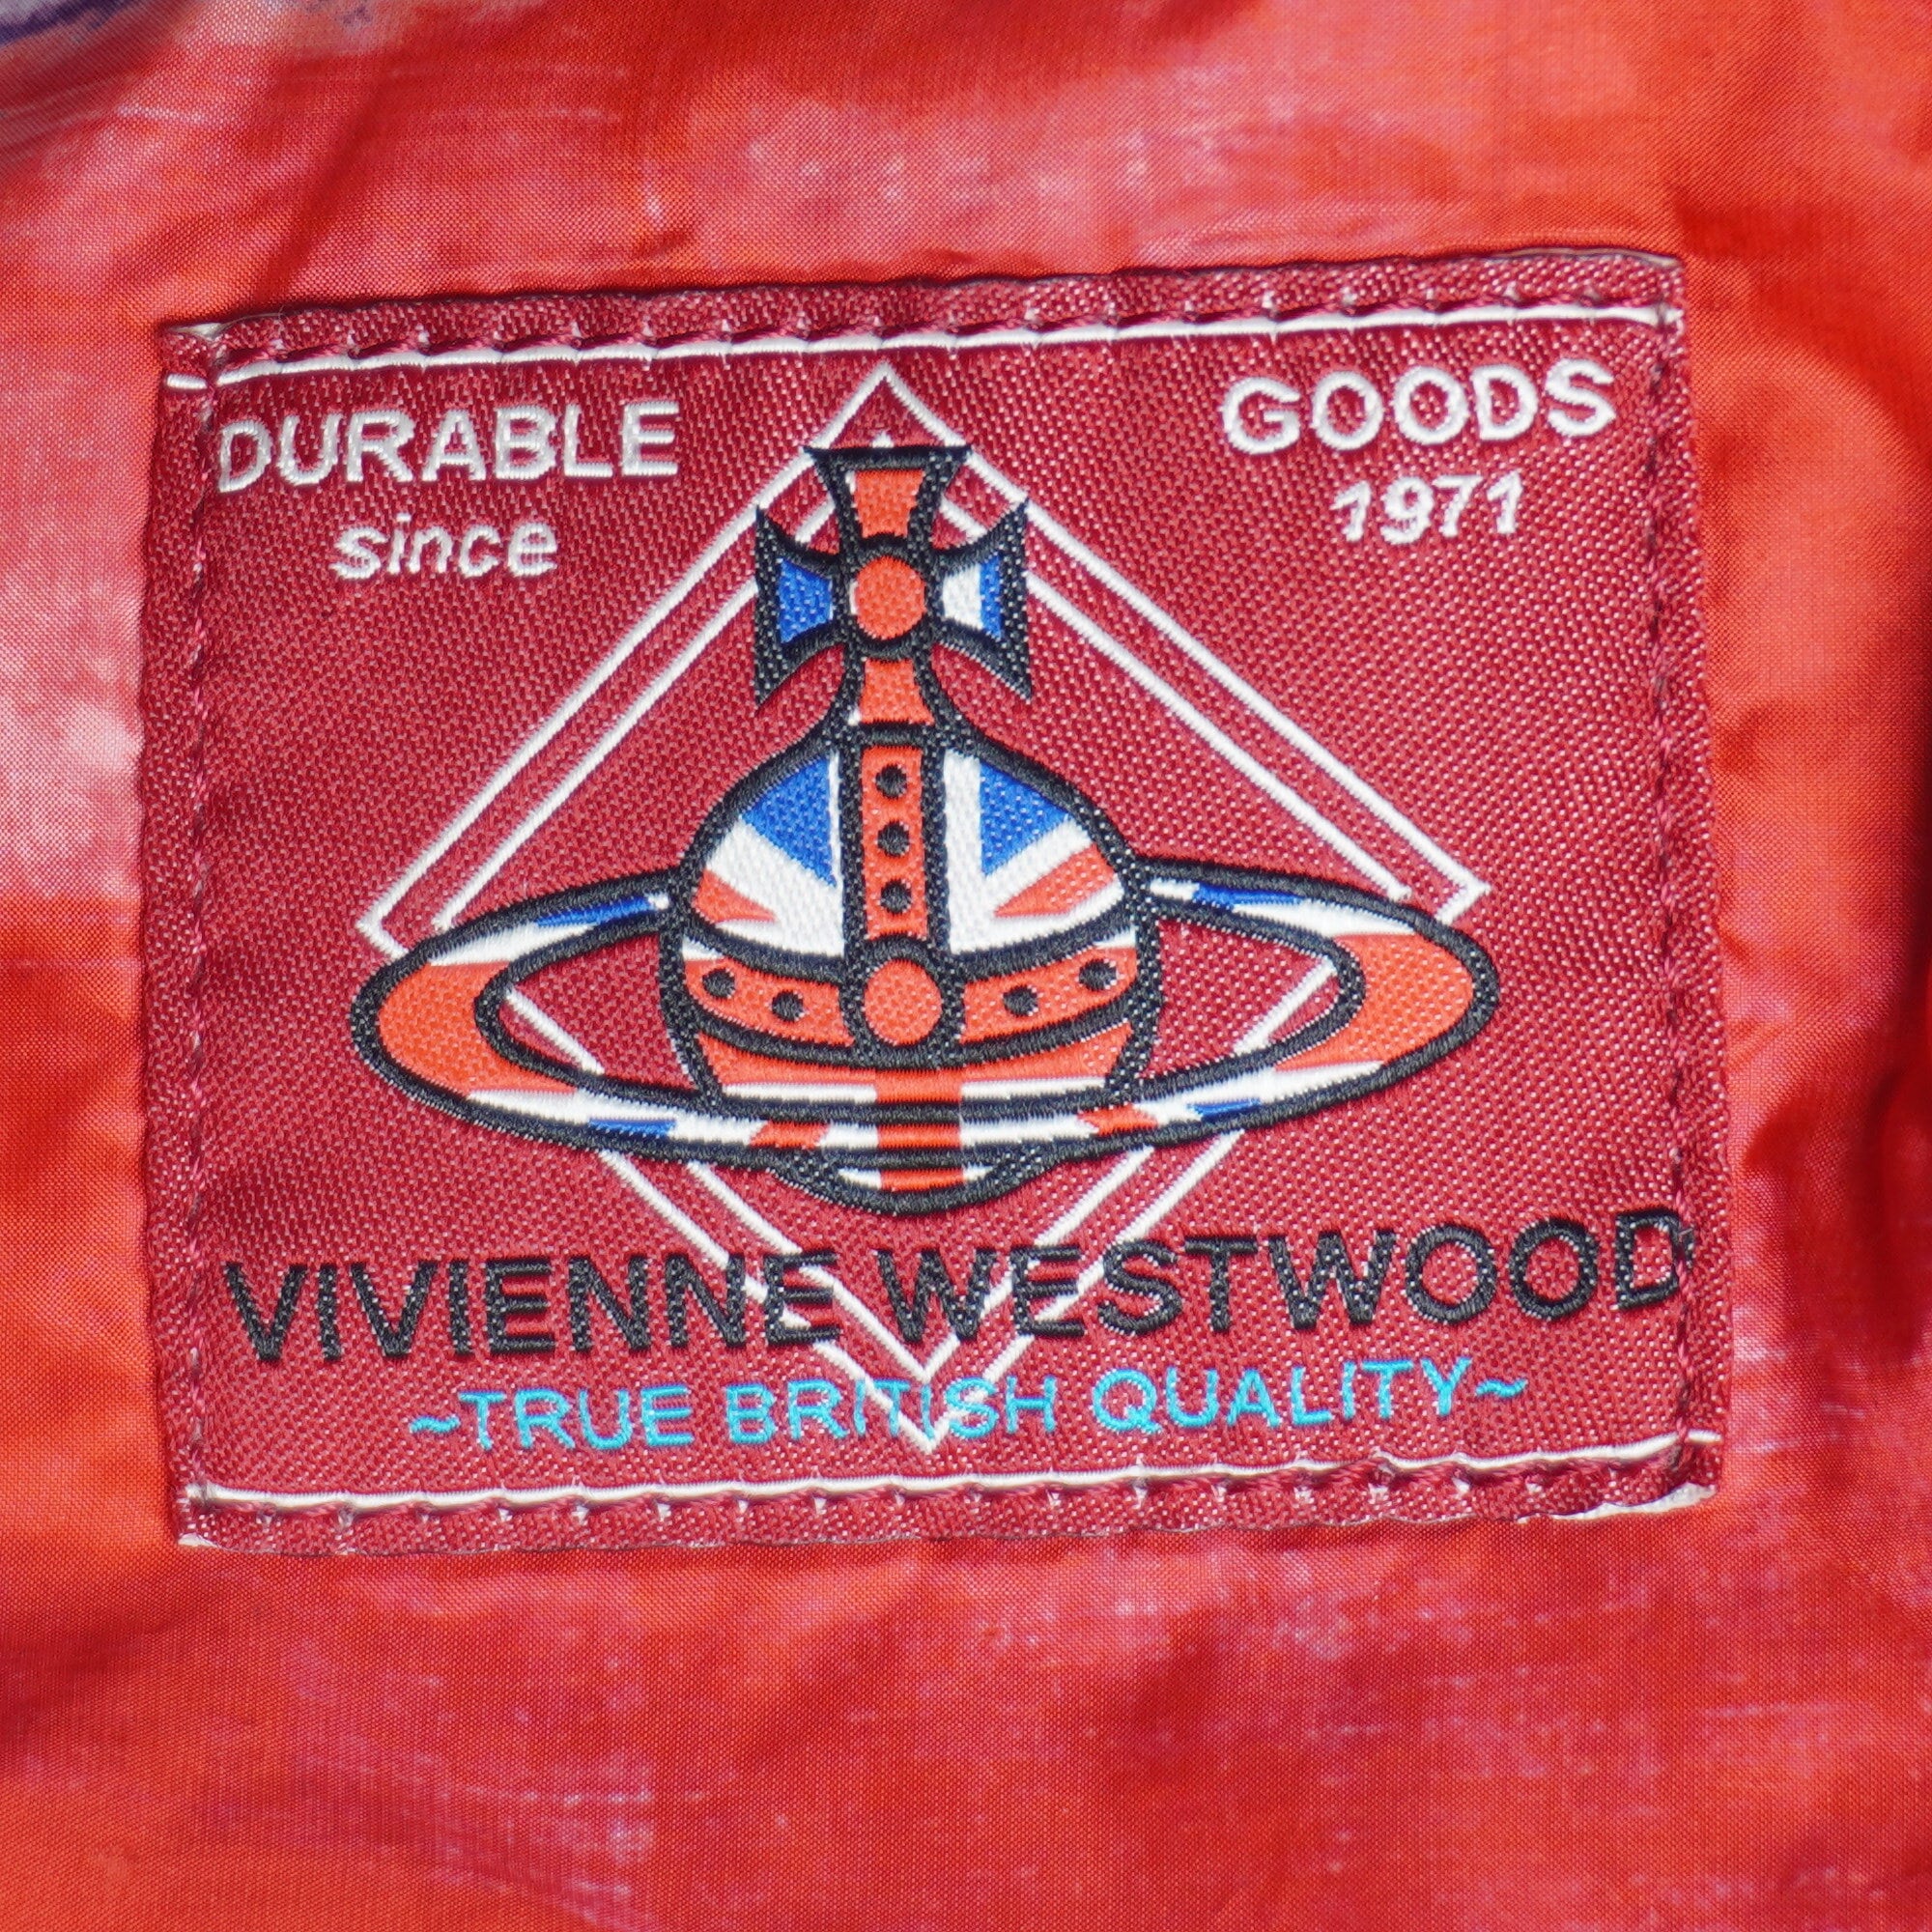 DURABLE GOODS
since 1971
VIVIENNE WESTWOOD
~TRUE BRITISH QUALITY~